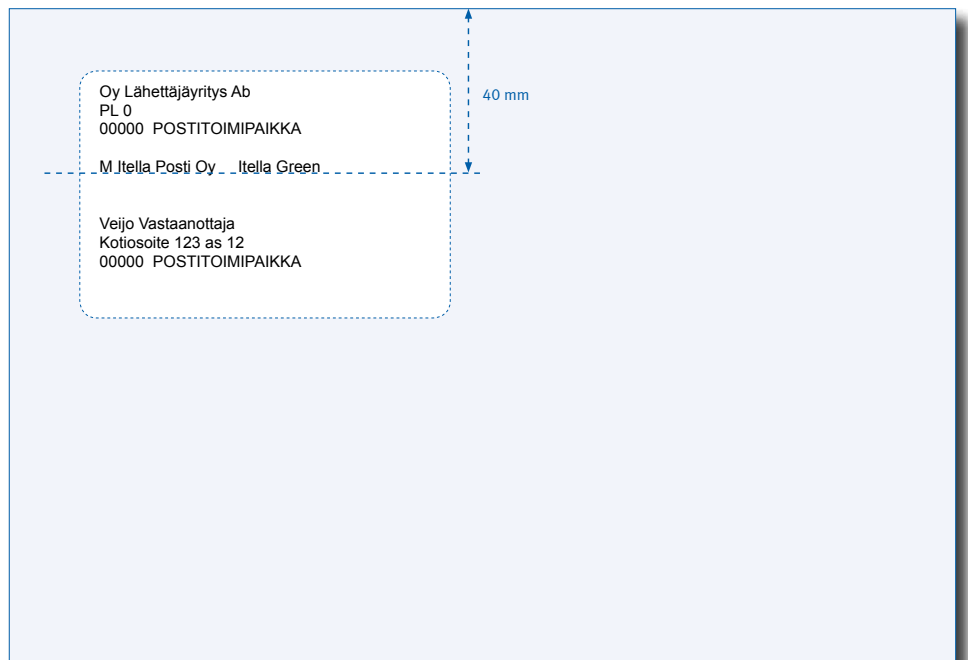 Oy Lähettäjäyritys Ab
PL 0
00000 POSTITOIMIPAIKKA
40 mm
M Itella Posti Oy Itella Green
Veijo Vastaanottaja
Kotiosoite 123 as 12
00000 POSTITOIMIPAIKKA